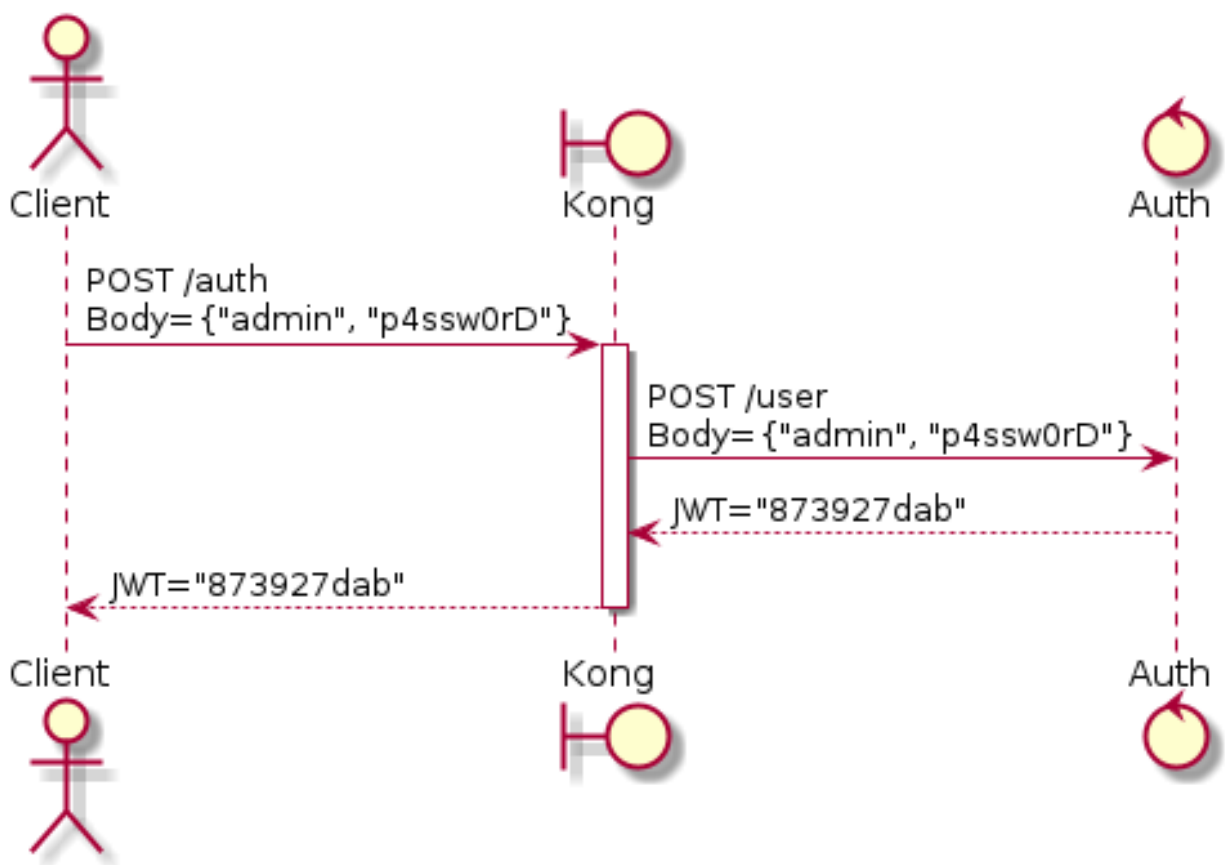 Client
Kong
Auth
POST /auth
Body={"admin", "p4ssw0rD"}
POST /user
Body={"admin", "p4ssw0rD"}
JWT="873927dab"
JWT="873927dab"
Client
Kong
Auth